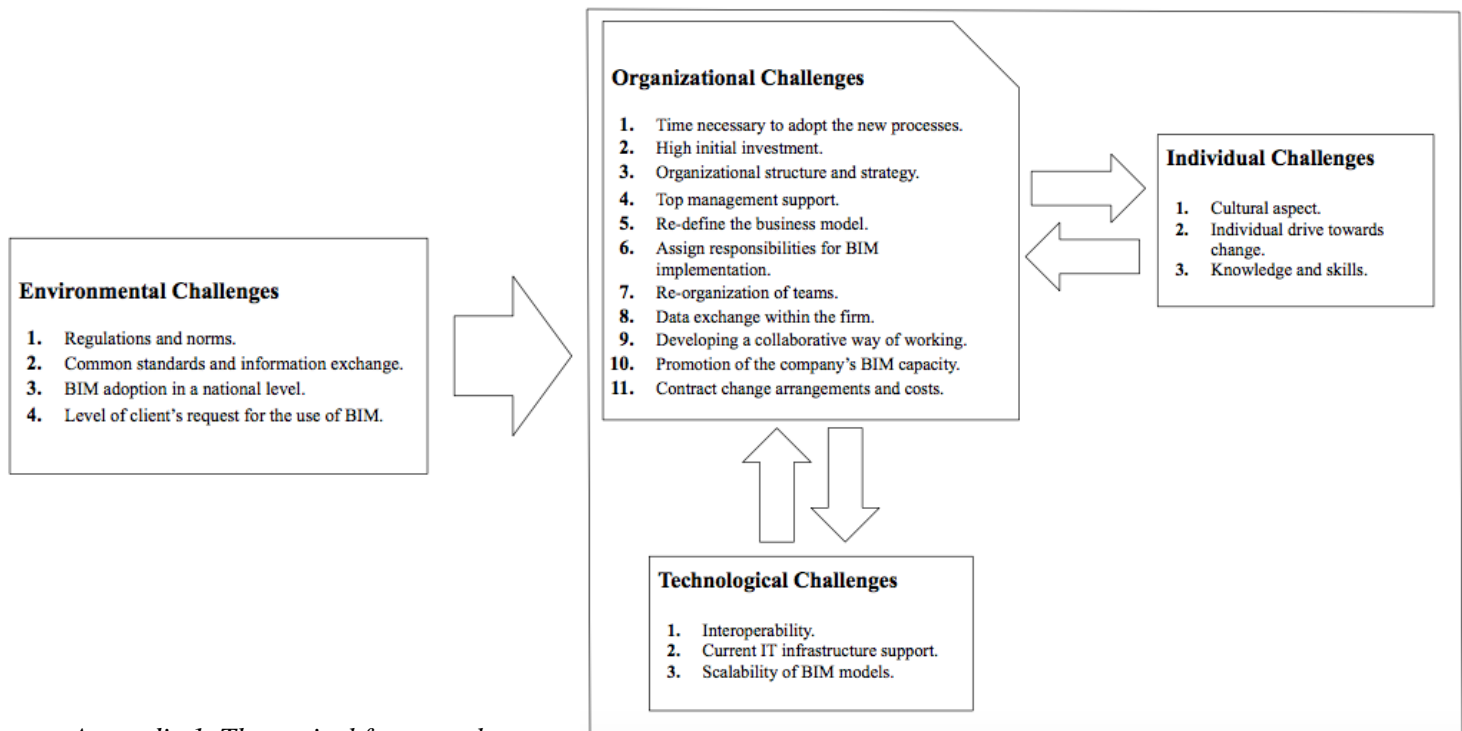 Environmental Challenges
1. Regulations and norms.
2. Common standards and information exchange.
3. BIM adoption in a national level.
4. Level of client's request for the use of BIM.
Organizational Challenges
1. Time necessary to adopt the new processes.
2. High initial investment.
3. Organizational structure and strategy.
4. Top management support.
5. Re-define the business model.
6. Assign responsibilities for BIM
implementation.
7. Re-organization of teams.
8. Data exchange within the firm.
9. Developing a collaborative way of working.
10. Promotion of the company's BIM capacity.
11. Contract change arrangements and costs.
Individual Challenges
1. Cultural aspect.
2. Individual drive towards
change.
3. Knowledge and skills.
Technological Challenges
1. Interoperability.
2. Current IT infrastructure support.
3. Scalability of BIM models.